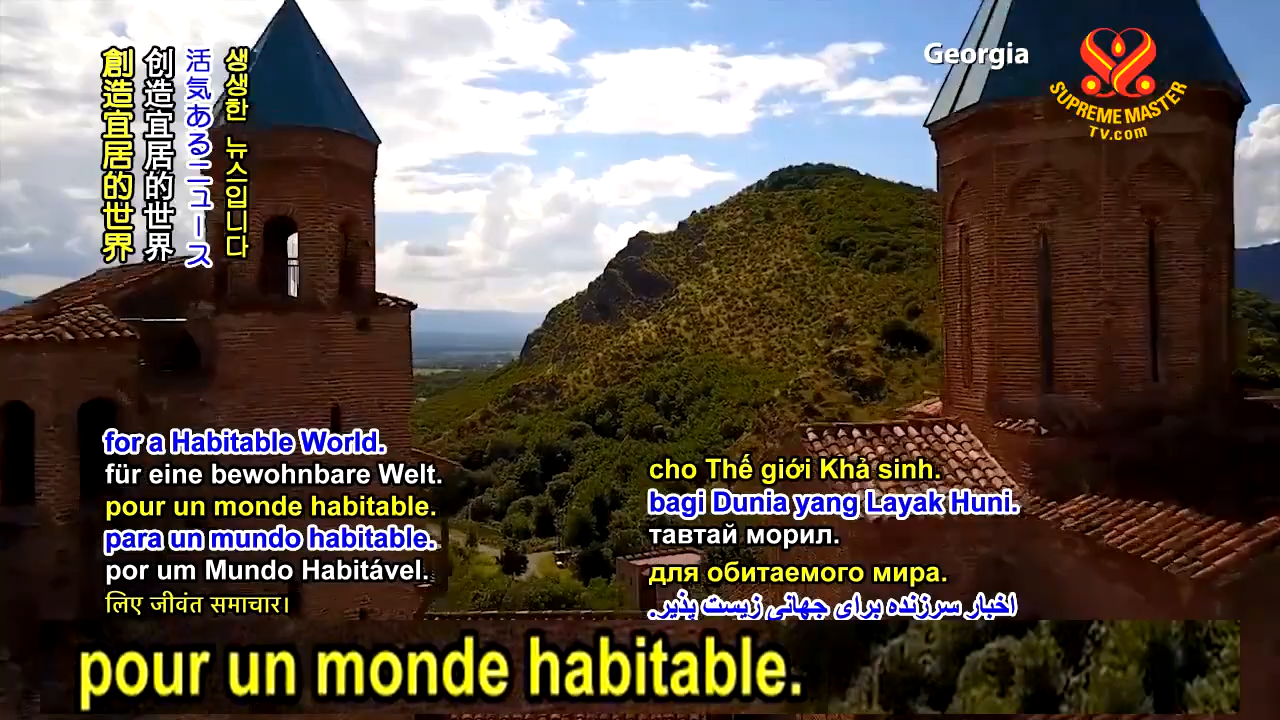 創造宜居的世界
创造宜居的世界
活気あるニュース
생생한 뉴스입니다
Georgia
SUPREME MASTER
TV.com
for a Habitable World.
für eine bewohnbare Welt.
pour un monde habitable.
para un mundo habitable.
por um Mundo Habitável.
लिए जीवंत समाचार।
cho Thế giới Khả sinh.
bagi Dunia yang Layak Huni.
тавтай морил.
для обитаемого мира.
اخبار سرزنده برای جهانی زیست پذیر.
pour un monde habitable.